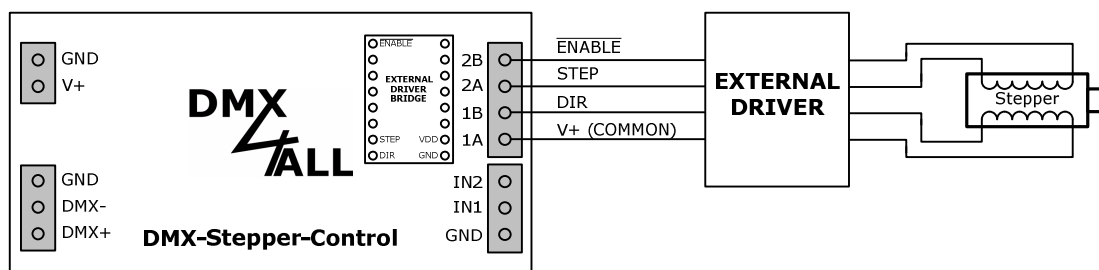 GND
V+
GND
DMX-
DMX+
DMX
4
ALL
DMX-Stepper-Control
ENABLE
EXTERNAL
DRIVER
BRIDGE
STEP VDD
DIR GND
2B
2A
1B
1A
IN2
IN1
GND
ENABLE
STEP
DIR
V+ (COMMON)
EXTERNAL
DRIVER
Stepper